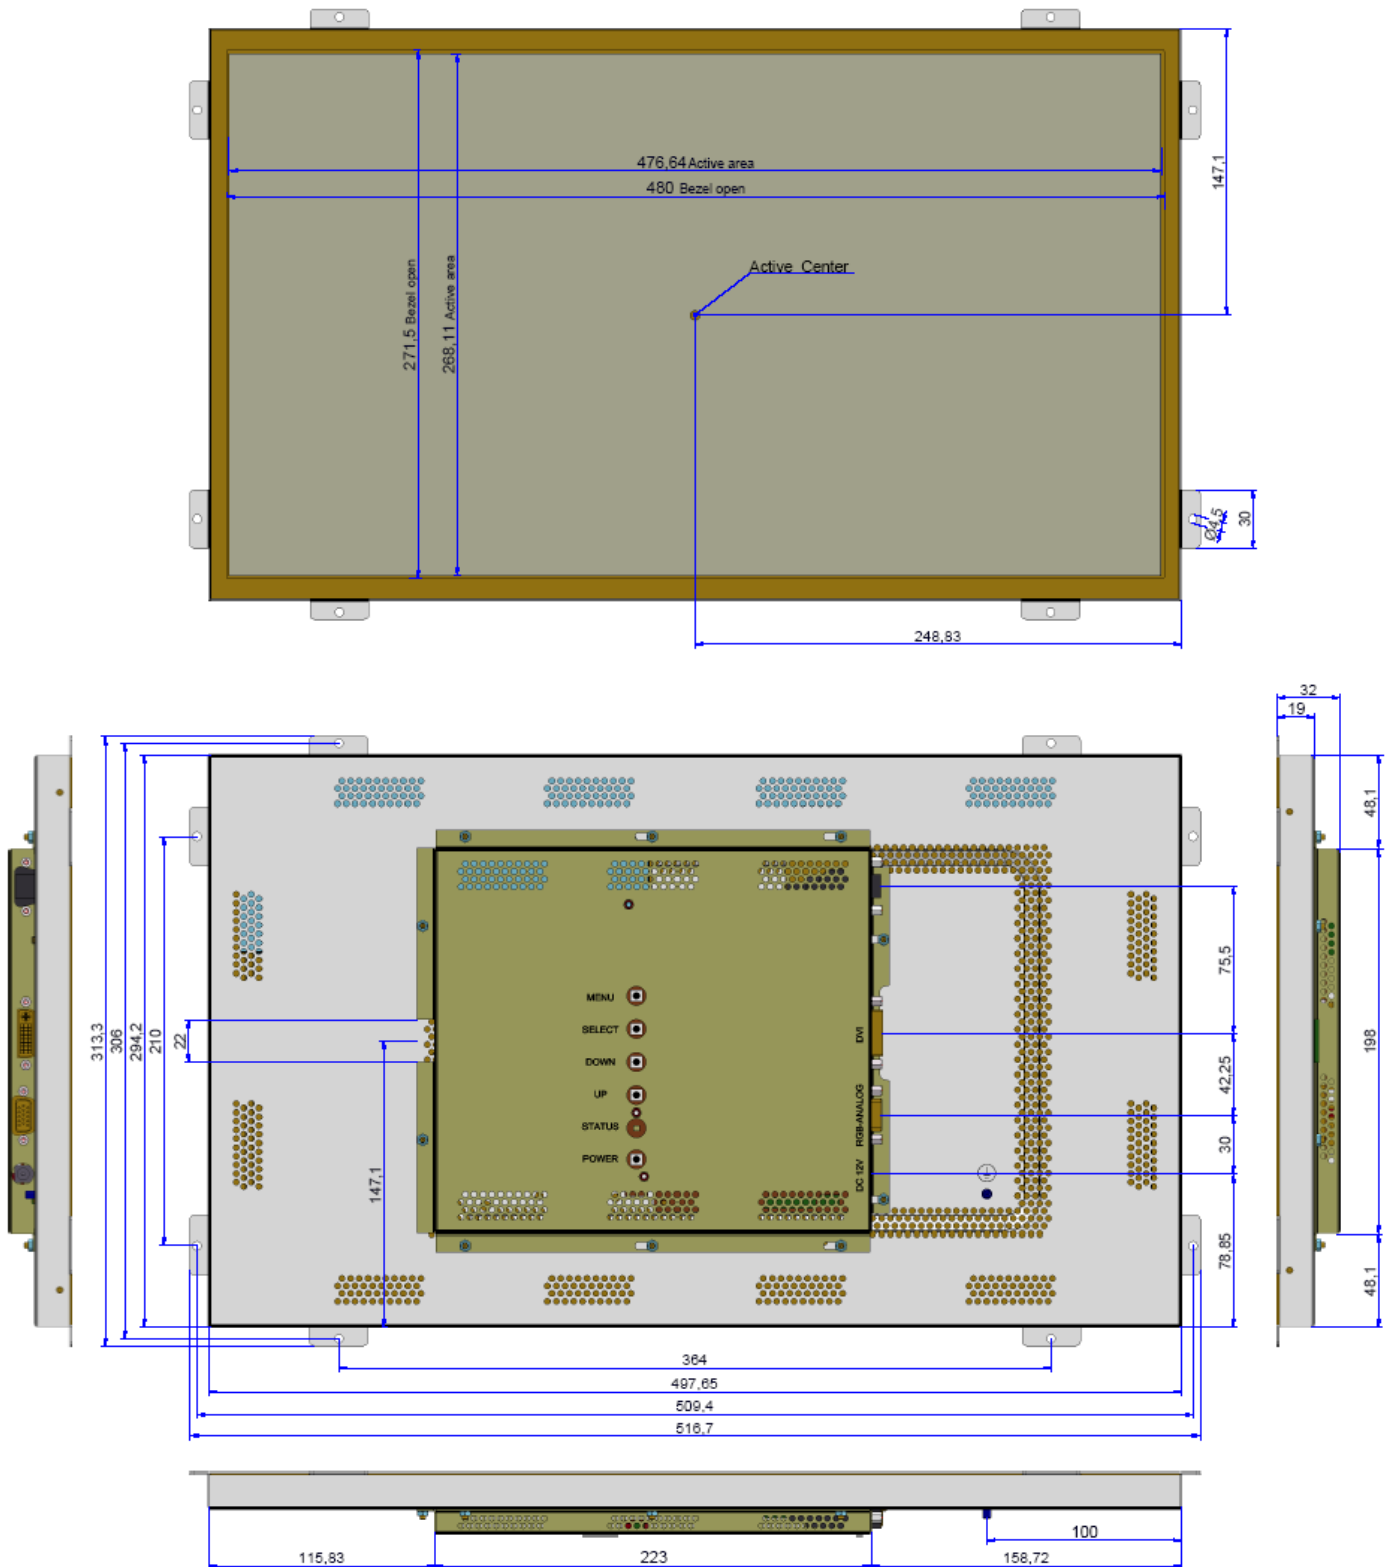 147,1
476,64 Active area
480 Bezel open
Active Center
271,5 Bezel open
268,11 Active area
Ø4,5
30
248,83
32
19
48,1
198
48,1
313,3
306
294,2
210
22
147,1
MENU
SELECT
DOWN
UP
STATUS
POWER
DVI
RGB-ANALOG
DC 12V
75,5
42,25
30
78,85
364
497,65
509,4
516,7
100
115,83
223
158,72